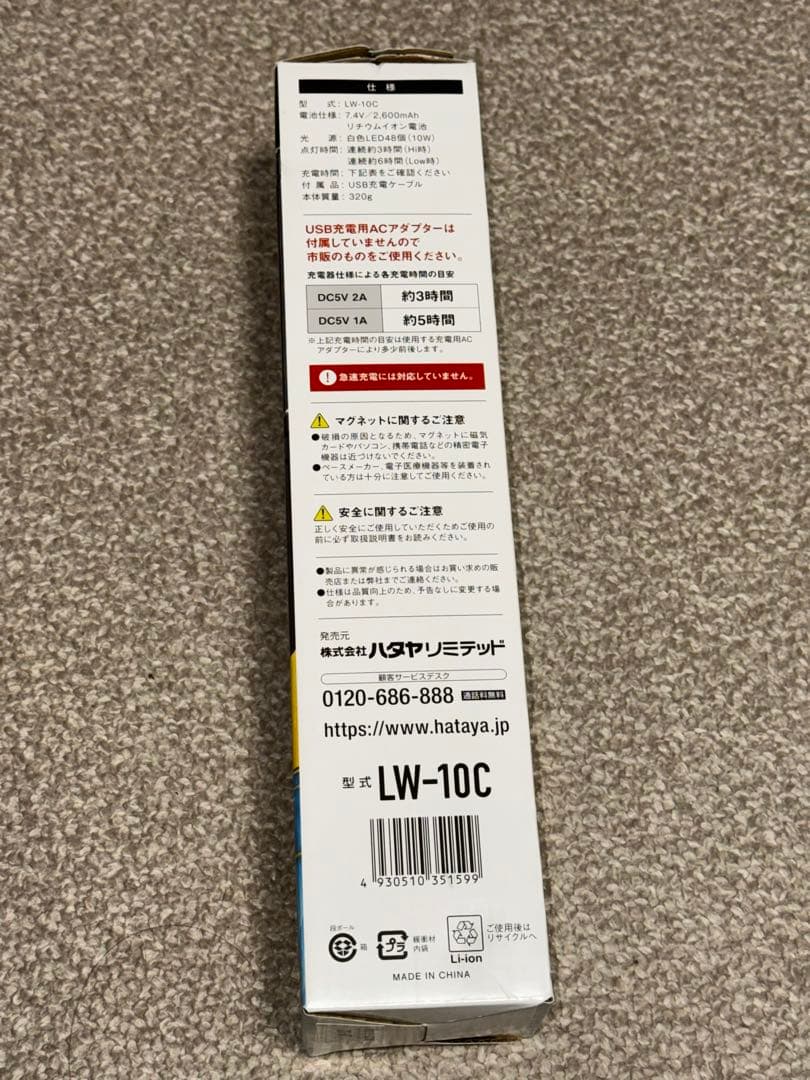 仕様
型 式: LW-10C
電池仕様: 7.4V/2,600mAh
リチウムイオン電池
光 源: 白色LED48個(10W)
点灯時間: 連続約3時間(Hi時)
連続約6時間(Low時)
充電時間: 下記表をご確認ください
付属品: USB充電ケーブル
本体質量: 320g
USB充電用ACアダプターは
付属していませんので
市販のものをご使用ください。
充電器仕様による各充電時間の目安
DC5V 2A 約3時間
DC5V 1A 約5時間
※上記充電時間の目安は使用する充電用AC
アダプターにより多少前後します。
! 急速充電には対応していません。
マグネットに関するご注意
●破損の原因となるため、マグネットに磁気
カードやパソコン、携帯電話などの精密電子
機器は近づけないでください。
●ペースメーカー、電子医療機器等を装着され
ている方は十分に注意してご使用ください。
安全に関するご注意
正しく安全にご使用していただくためご使用の
前に必ず取扱説明書をお読みください。
●製品に異常が感じられる場合はお買い求めの販
売店または弊社までご連絡ください。
●仕様は品質向上のため、予告なしに変更する場
合があります。
発売元
株式会社ハタヤリミテッド
顧客サービスデスク
0120-686-888 通話料無料
https://www.hataya.jp
型式 LW-10C
4 930510 351599
段ボール
箱
プラ
緩衝材
内袋
Li-ion
ご使用後は
リサイクルへ
MADE IN CHINA